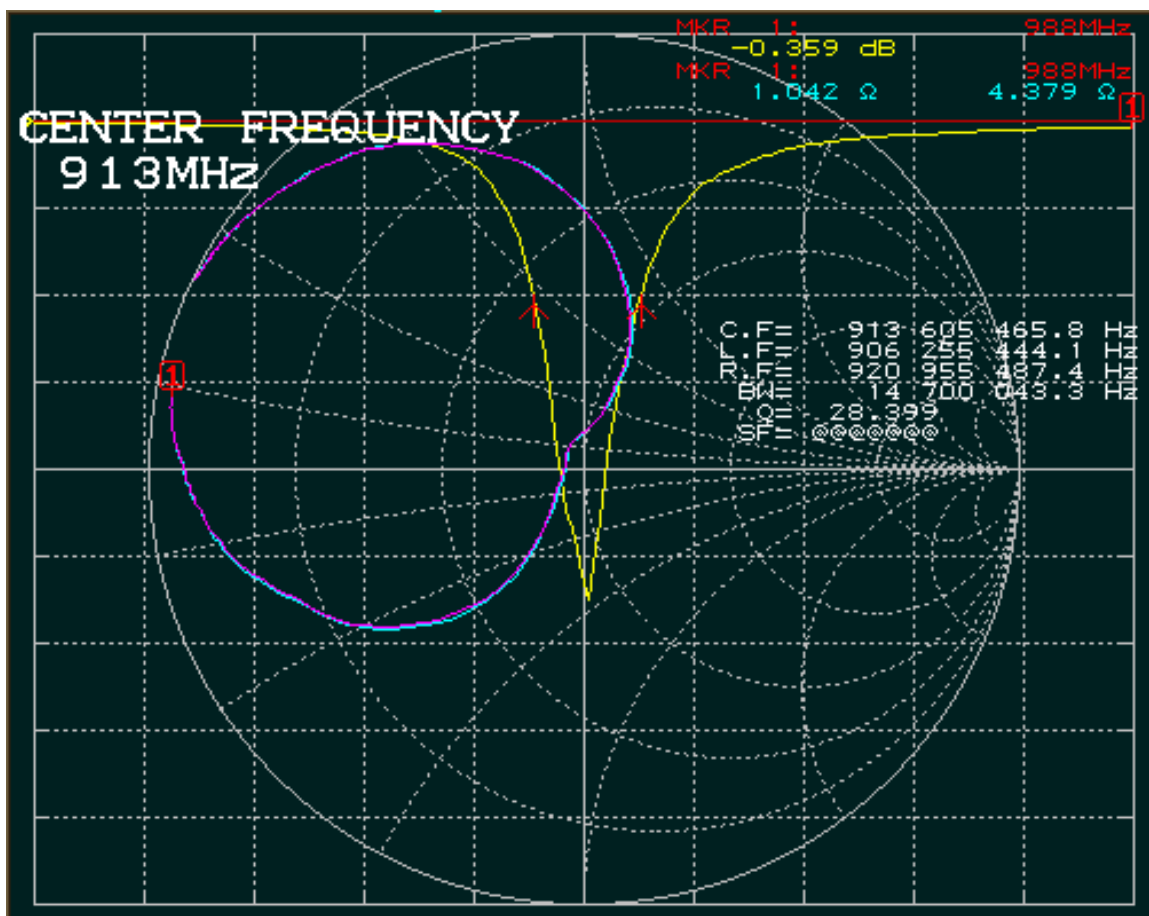 MKR 1: 988MHz
-0.359 dB
MKR 1: 988MHz
1.042 Ω 4.379 Ω
1
CENTER FREQUENCY
913MHz
C.F= 913 605 465.8 Hz
L.F= 906 255 444.1 Hz
R.F= 920 955 487.4 Hz
1
BW= 14 700 043.3 Hz
Q= 28.399
SF= @@@@@@@